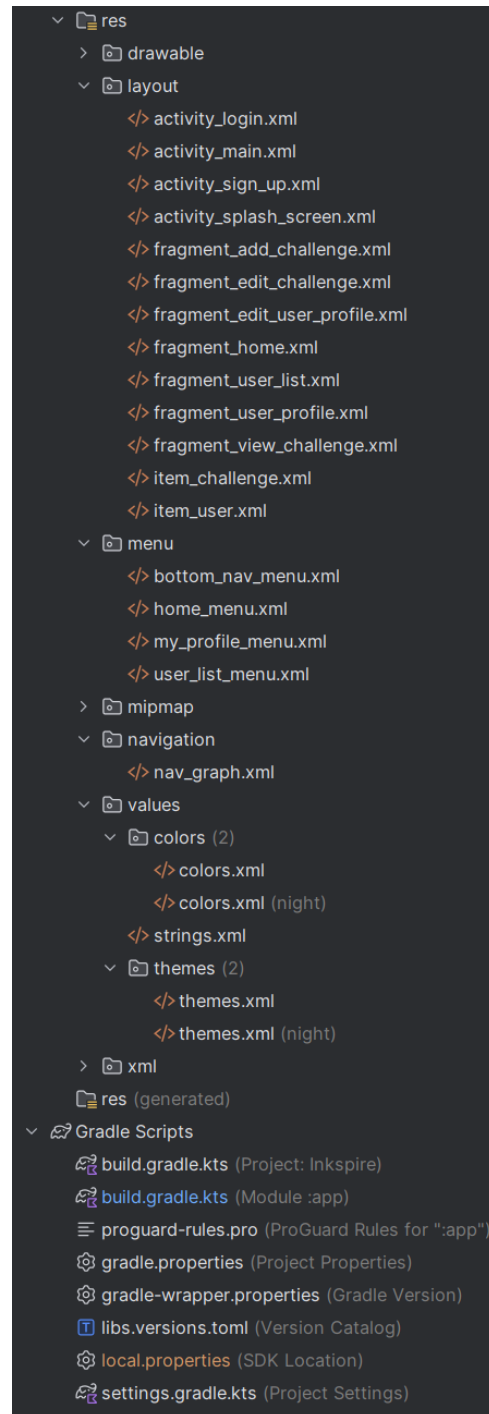 res
drawable
layout
activity_login.xml
activity_main.xml
activity_sign_up.xml
activity_splash_screen.xml
fragment_add_challenge.xml
fragment_edit_challenge.xml
fragment_edit_user_profile.xml
fragment_home.xml
fragment_user_list.xml
fragment_user_profile.xml
fragment_view_challenge.xml
item_challenge.xml
item_user.xml
menu
bottom_nav_menu.xml
home_menu.xml
my_profile_menu.xml
user_list_menu.xml
mipmap
navigation
nav_graph.xml
values
colors (2)
colors.xml
colors.xml (night)
strings.xml
themes (2)
themes.xml
themes.xml (night)
xml
res (generated)
Gradle Scripts
build.gradle.kts (Project: Inkspire)
build.gradle.kts (Module :app)
proguard-rules.pro (ProGuard Rules for ":app")
gradle.properties (Project Properties)
gradle-wrapper.properties (Gradle Version)
libs.versions.toml (Version Catalog)
local.properties (SDK Location)
settings.gradle.kts (Project Settings)